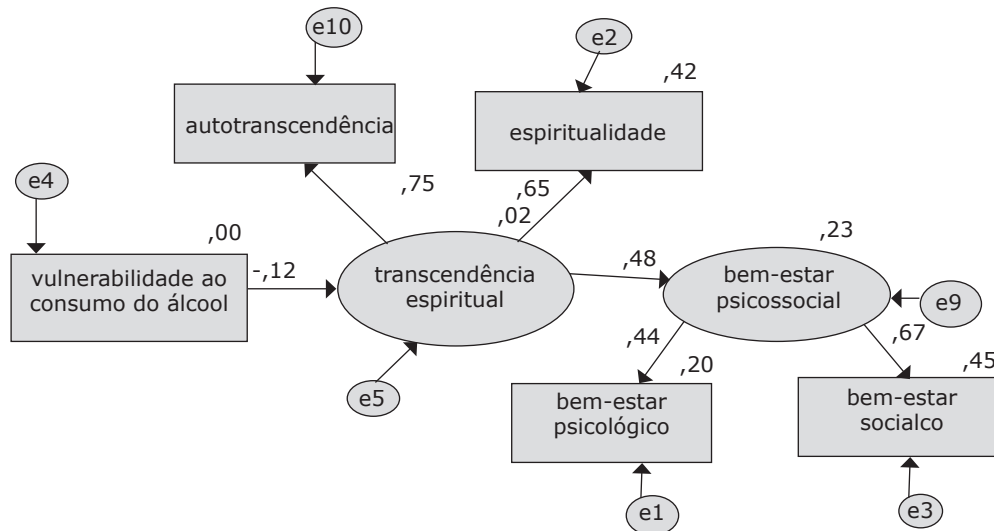 e10
e2
,42
autotranscendência
espiritualidade
e4
,75
,65
,00
,02
,23
vulnerabilidade ao
consumo do álcool
-,12
transcendência
espiritual
,48
bem-estar
psicossocial
e9
,44
,67
e5
,20
,45
bem-estar
psicológico
bem-estar
socialco
e1
e3